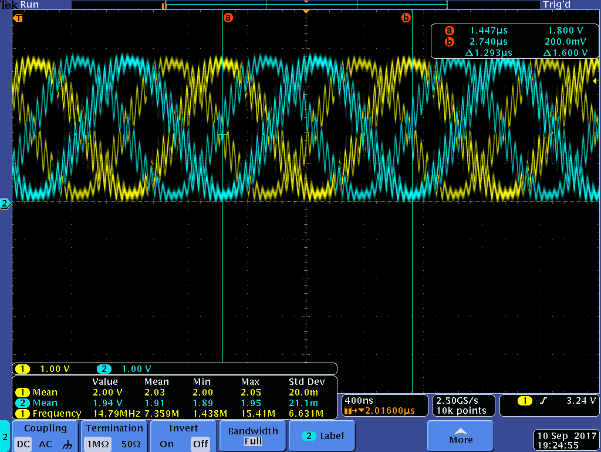 Tek Run Trig'd
T a b
a 1.447µs 1.800 V
b 2.740µs 200.0mV
Δ1.293µs Δ1.600 V
2
1 1.00 V 2 1.00 V
Value Mean Min Max Std Dev
1 Mean 2.00 V 2.03 2.00 2.05 20.0m
2 Mean 1.94 V 1.91 1.89 1.95 21.1m
1 Frequency 14.79MHz 7.359M 1.438M 15.41M 6.631M
400ns
2.01600µs
2.50GS/s
10k points
1 3.24 V
2
Coupling
DC AC
Termination
1MΩ 50Ω
Invert
On Off
Bandwidth
Full
2 Label
More
10 Sep 2017
19:24:55